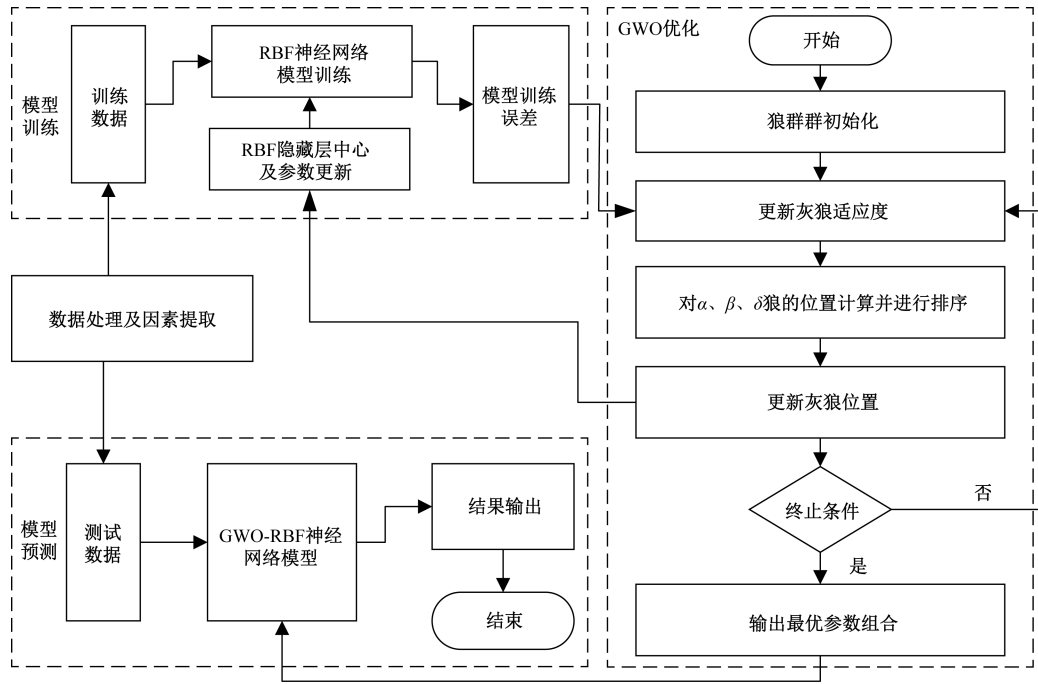 模型
训练
训练
数据
RBF神经网络
模型训练
RBF隐藏层中心
及参数更新
模型训练
误差
数据处理及因素提取
模型
预测
测试
数据
GWO-RBF神经
网络模型
结果输出
结束
GWO优化
开始
狼群群初始化
更新灰狼适应度
对α、β、δ狼的位置计算并进行排序
更新灰狼位置
终止条件
否
是
输出最优参数组合